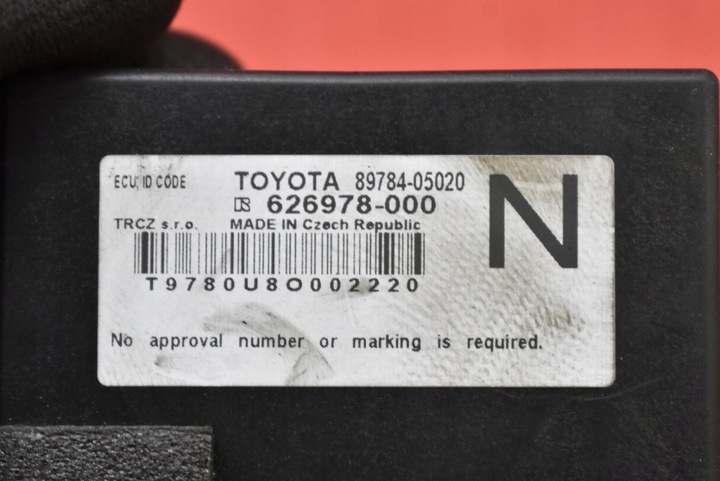 ECU, ID CODE TOYOTA 89784-05020
R 626978-000
N
TRCZ s.r.o. MADE IN Czech Republic
T9780U8O002220
No approval number or marking is required.